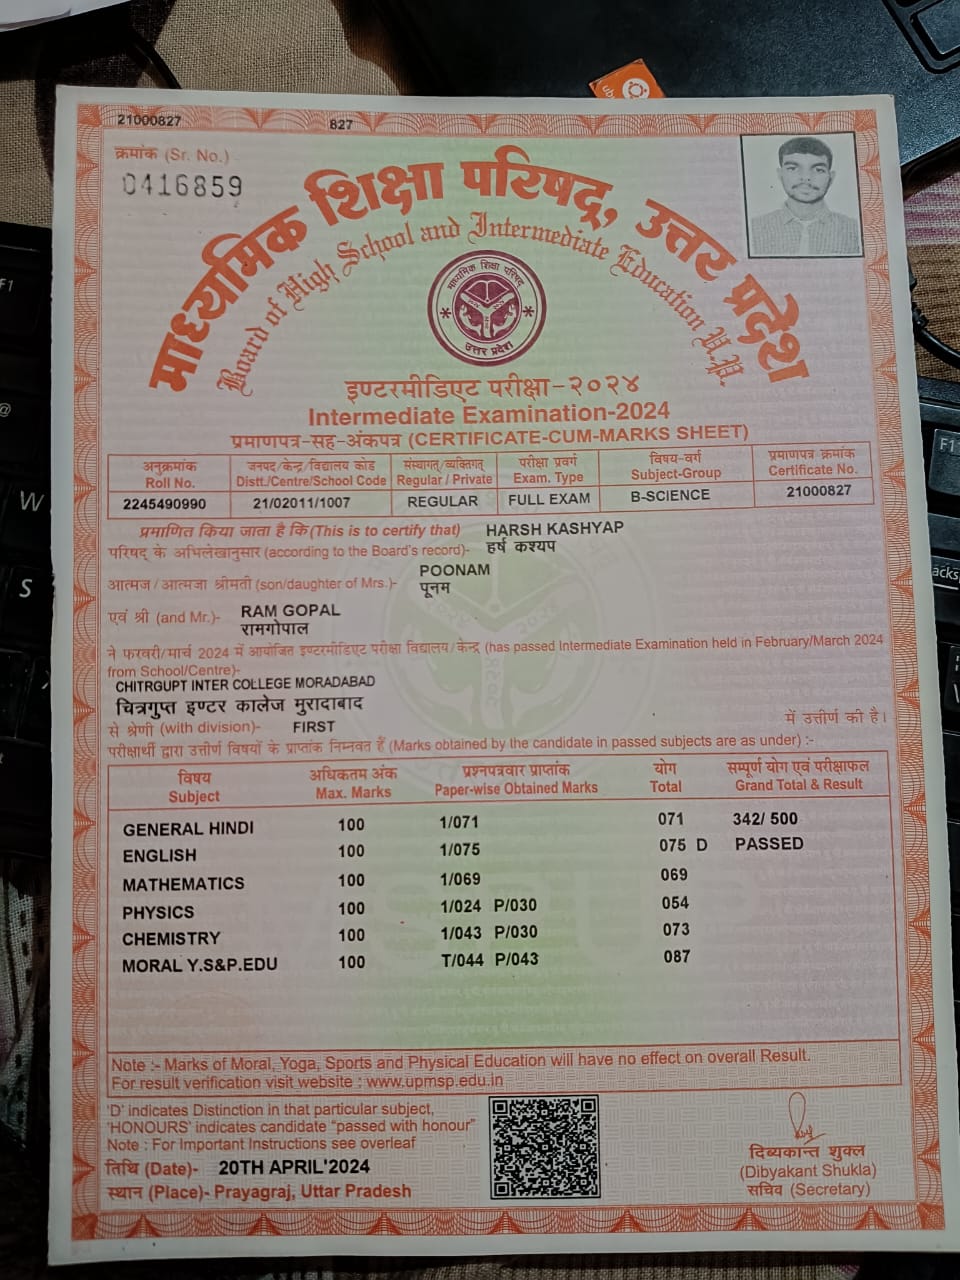 21000827 827
क्रमांक (Sr. No.)
0416859
माध्यमिक शिक्षा परिषद्, उत्तर प्रदेश
Board of High School and Intermediate Education U.P.
माध्यमिक शिक्षा परिषद्
उत्तर प्रदेश
इण्टरमीडिएट परीक्षा-२०२४
Intermediate Examination-2024
प्रमाणपत्र-सह-अंकपत्र (CERTIFICATE-CUM-MARKS SHEET)
अनुक्रमांक जनपद/केन्द्र/विद्यालय कोड संस्थागत्/व्यक्तिगत् परीक्षा प्रवर्ग विषय-वर्ग प्रमाणपत्र क्रमांक
Roll No. Distt./Centre/School Code Regular / Private Exam. Type Subject-Group Certificate No.
2245490990 21/02011/1007 REGULAR FULL EXAM B-SCIENCE 21000827
प्रमाणित किया जाता है कि (This is to certify that) HARSH KASHYAP
परिषद् के अभिलेखानुसार (according to the Board's record)- हर्ष कश्यप
POONAM
आत्मज/आत्मजा श्रीमती (son/daughter of Mrs.)- पूनम
एवं श्री (and Mr.)- RAM GOPAL
रामगोपाल
ने फरवरी/मार्च 2024 में आयोजित इण्टरमीडिएट परीक्षा विद्यालय/केन्द्र (has passed Intermediate Examination held in February/March 2024
from School/Centre)-
CHITRGUPT INTER COLLEGE MORADABAD
चित्रगुप्त इण्टर कालेज मुरादाबाद
से श्रेणी (with division)- FIRST में उत्तीर्ण की है।
परीक्षार्थी द्वारा उत्तीर्ण विषयों के प्राप्तांक निम्नवत हैं (Marks obtained by the candidate in passed subjects are as under) :-
विषय अधिकतम अंक प्रश्नपत्रवार प्राप्तांक योग सम्पूर्ण योग एवं परीक्षाफल
Subject Max. Marks Paper-wise Obtained Marks Total Grand Total & Result
GENERAL HINDI 100 1/071 071 342/ 500
ENGLISH 100 1/075 075 D PASSED
MATHEMATICS 100 1/069 069
PHYSICS 100 1/024 P/030 054
CHEMISTRY 100 1/043 P/030 073
MORAL Y.S&P.EDU 100 T/044 P/043 087
Note :- Marks of Moral, Yoga, Sports and Physical Education will have no effect on overall Result.
For result verification visit website : www.upmsp.edu.in
'D' indicates Distinction in that particular subject,
'HONOURS' indicates candidate "passed with honour"
Note : For Important Instructions see overleaf
तिथि (Date)- 20TH APRIL'2024
स्थान (Place)- Prayagraj, Uttar Pradesh
दिब्यकान्त शुक्ल
(Dibyakant Shukla)
सचिव (Secretary)
F1
@
W
S
F1